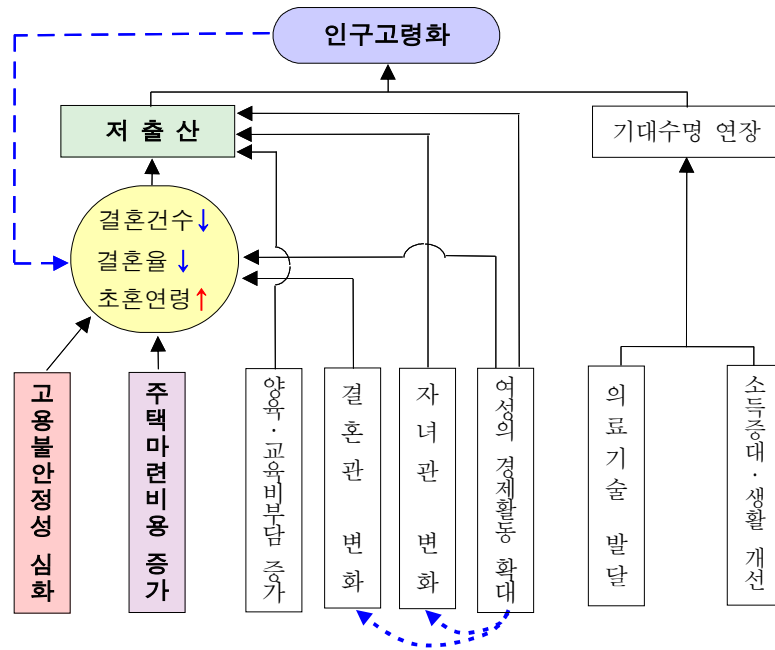 인구고령화
저 출 산
기대수명 연장
결혼건수↓
결혼율 ↓
초혼연령↑
고용불안정성 심화
주택마련비용 증가
양육·교육비부담 증가
결혼관 변화
자녀관 변화
여성의 경제활동 확대
의료기술 발달
소득증대·생활 개선